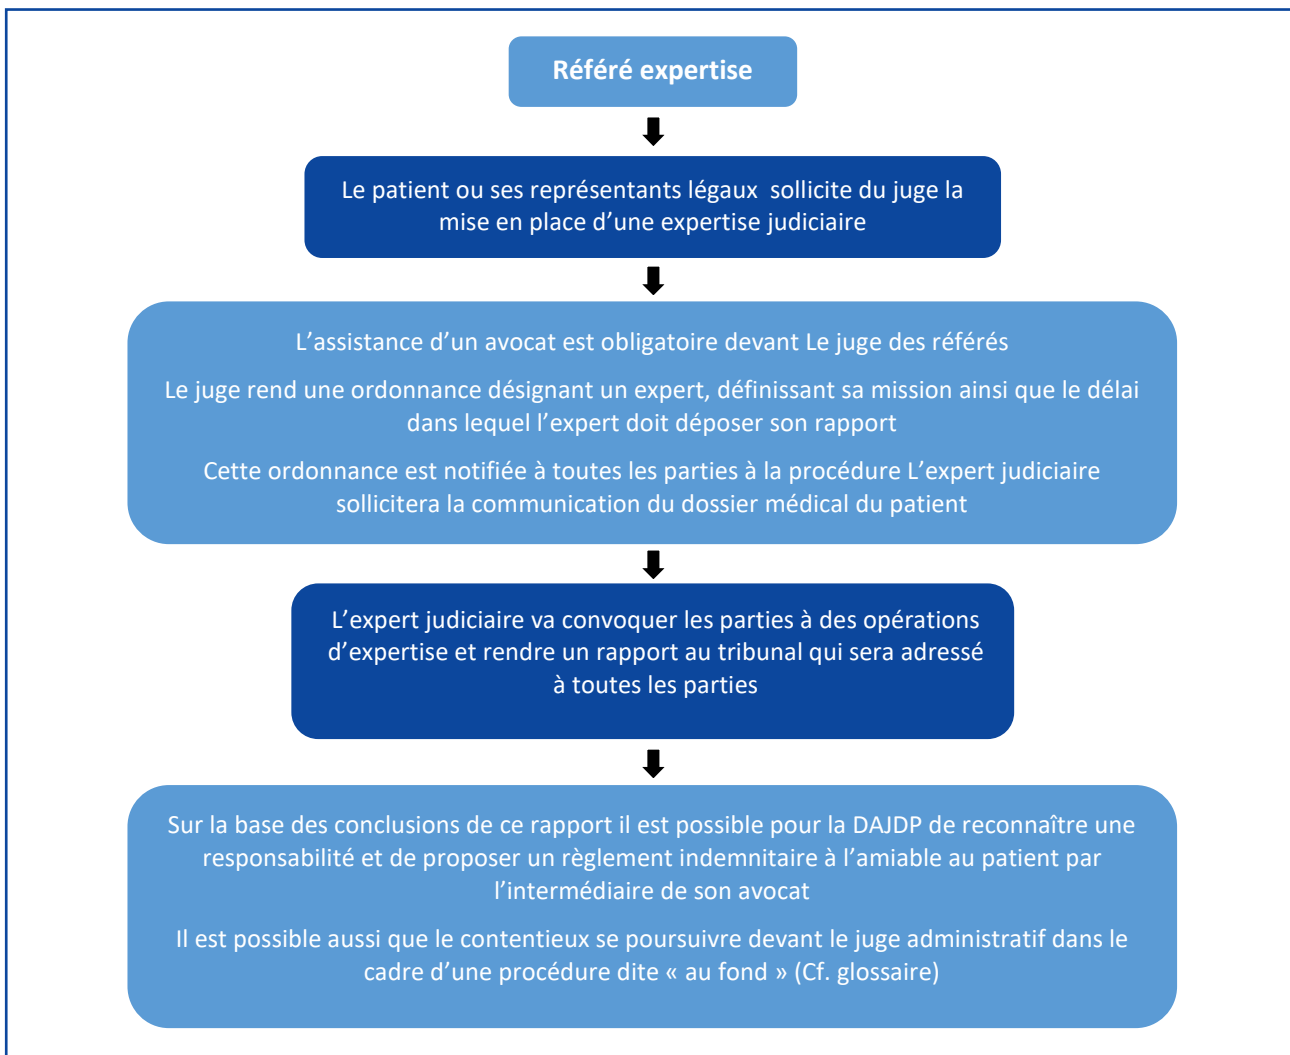 Référé expertise
Le patient ou ses représentants légaux  sollicite du juge la
mise en place d’une expertise judiciaire
L’assistance d’un avocat est obligatoire devant Le juge des référés
Le juge rend une ordonnance désignant un expert, définissant sa mission ainsi que le délai
dans lequel l’expert doit déposer son rapport
Cette ordonnance est notifiée à toutes les parties à la procédure L’expert judiciaire
sollicitera la communication du dossier médical du patient
L’expert judiciaire va convoquer les parties à des opérations
d’expertise et rendre un rapport au tribunal qui sera adressé
à toutes les parties
Sur la base des conclusions de ce rapport il est possible pour la DAJDP de reconnaître une
responsabilité et de proposer un règlement indemnitaire à l’amiable au patient par
l’intermédiaire de son avocat
Il est possible aussi que le contentieux se poursuivre devant le juge administratif dans le
cadre d’une procédure dite « au fond » (Cf. glossaire)